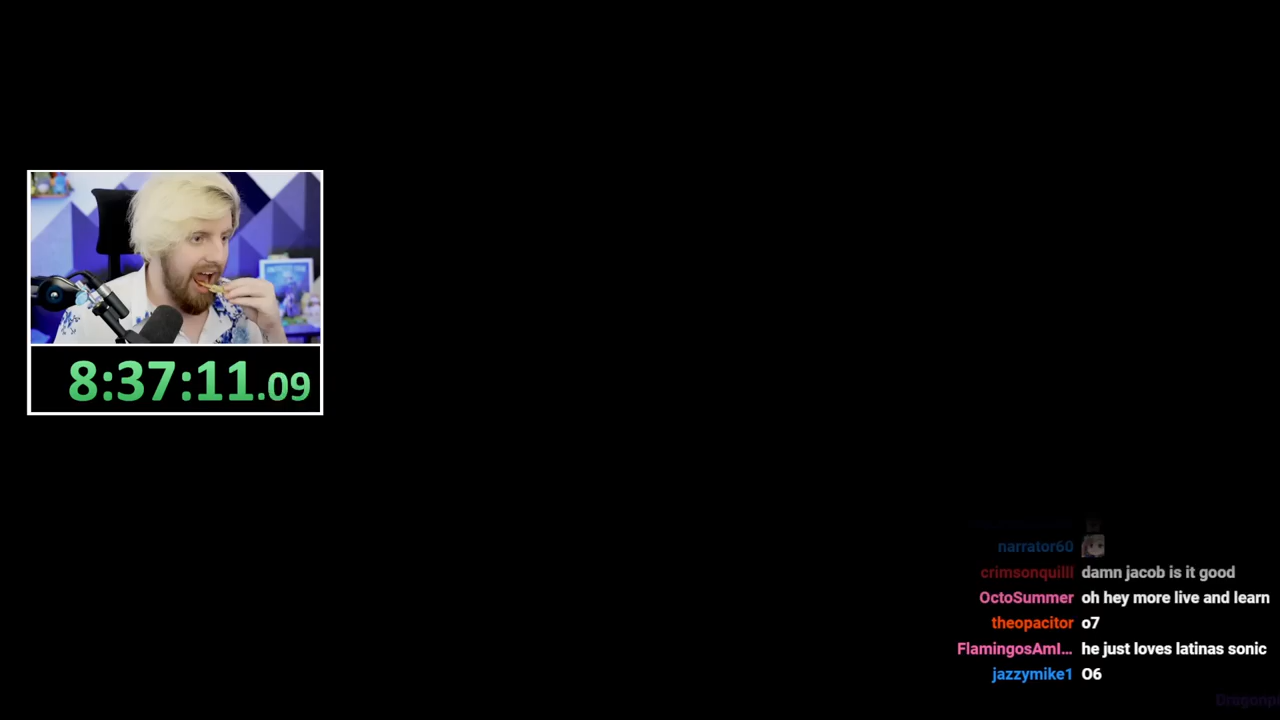 8:37:11.09
narrator60
crimsonquilll damn jacob is it good
OctoSummer oh hey more live and learn
theopacitor o7
FlamingosAmI... he just loves latinas sonic
jazzymike1 O6